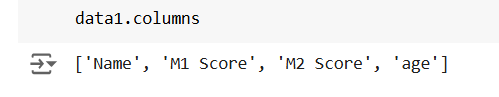 data1.columns
['Name', 'M1 Score', 'M2 Score', 'age']